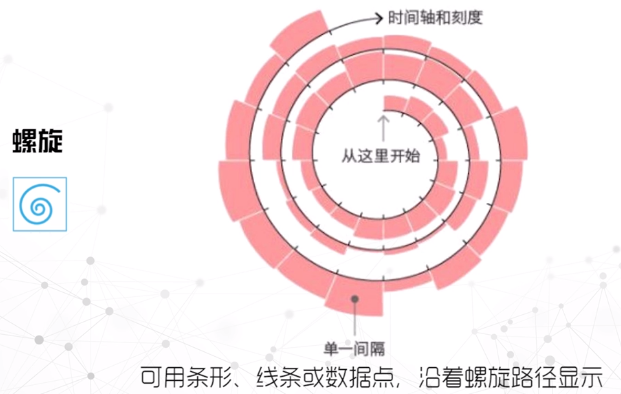 时间轴和刻度
螺旋
从这里开始
单一间隔
可用条形、线条或数据点，沿着螺旋路径显示